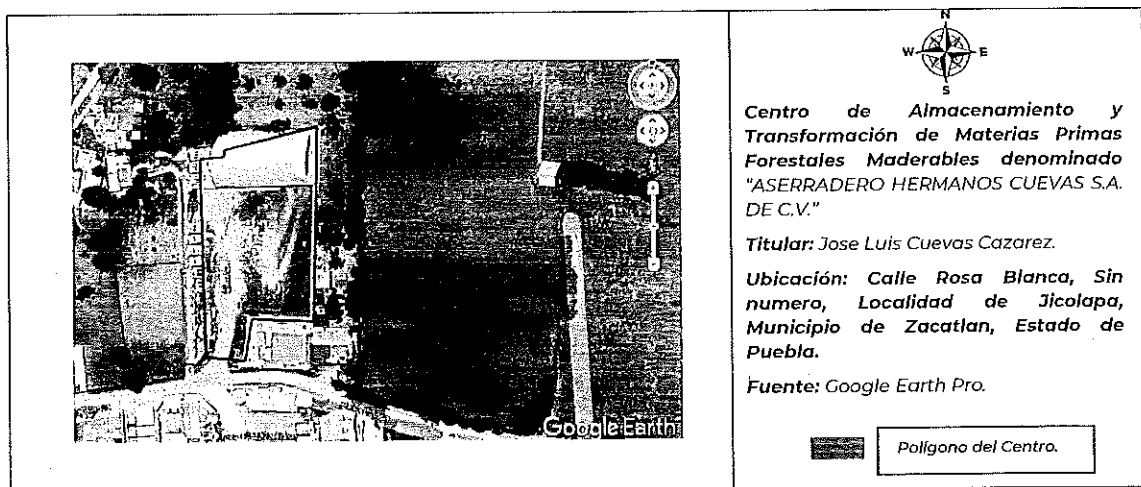 N
W E
S
Centro de Almacenamiento y
Transformación de Materias Primas
Forestales Maderables denominado
"ASERRADERO HERMANOS CUEVAS S.A.
DE C.V."
Titular: Jose Luis Cuevas Cazarez.
Ubicación: Calle Rosa Blanca, Sin
numero, Localidad de Jicolapa,
Municipio de Zacatlan, Estado de
Puebla.
Fuente: Google Earth Pro.
Polígono del Centro.
Google Earth